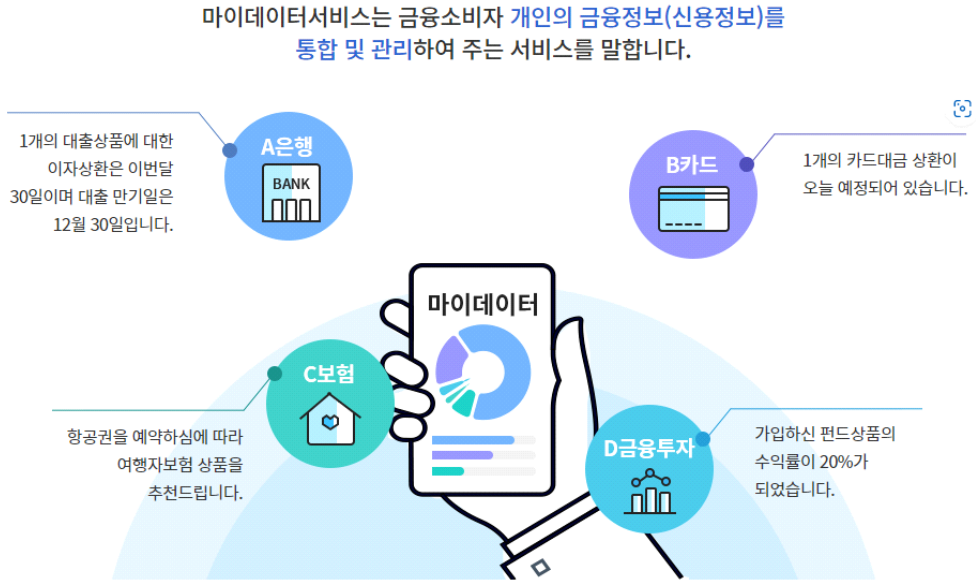 마이데이터서비스는 금융소비자 개인의 금융정보(신용정보)를
통합 및 관리하여 주는 서비스를 말합니다.
1개의 대출상품에 대한
이자상환은 이번달
30일이며 대출 만기일은
12월 30일입니다.
A은행
BANK
B카드
1개의 카드대금 상환이
오늘 예정되어 있습니다.
마이데이터
C보험
항공권을 예약하심에 따라
여행자보험 상품을
추천드립니다.
D금융투자
가입하신 펀드상품의
수익률이 20%가
되었습니다.